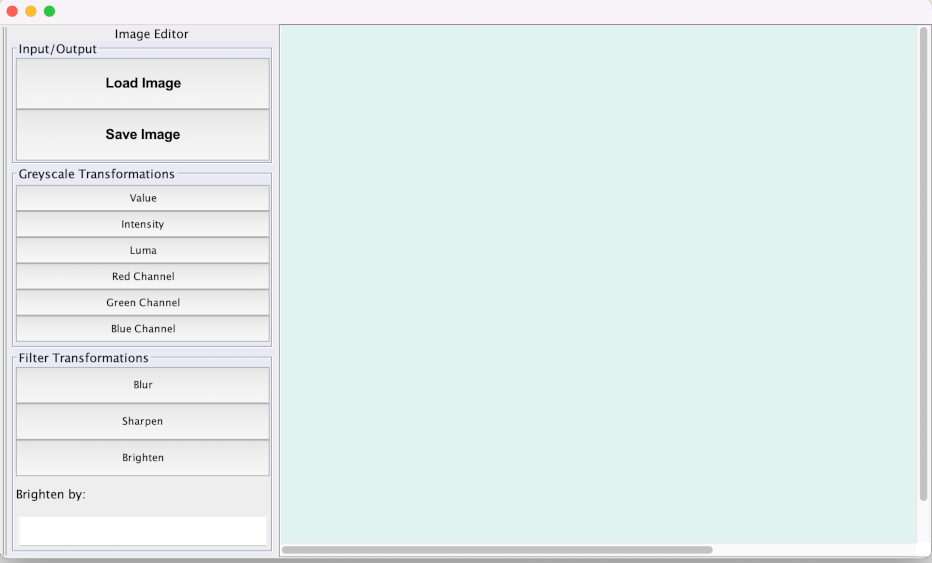 Image Editor
Input/Output
Load Image
Save Image
Greyscale Transformations
Value
Intensity
Luma
Red Channel
Green Channel
Blue Channel
Filter Transformations
Blur
Sharpen
Brighten
Brighten by: